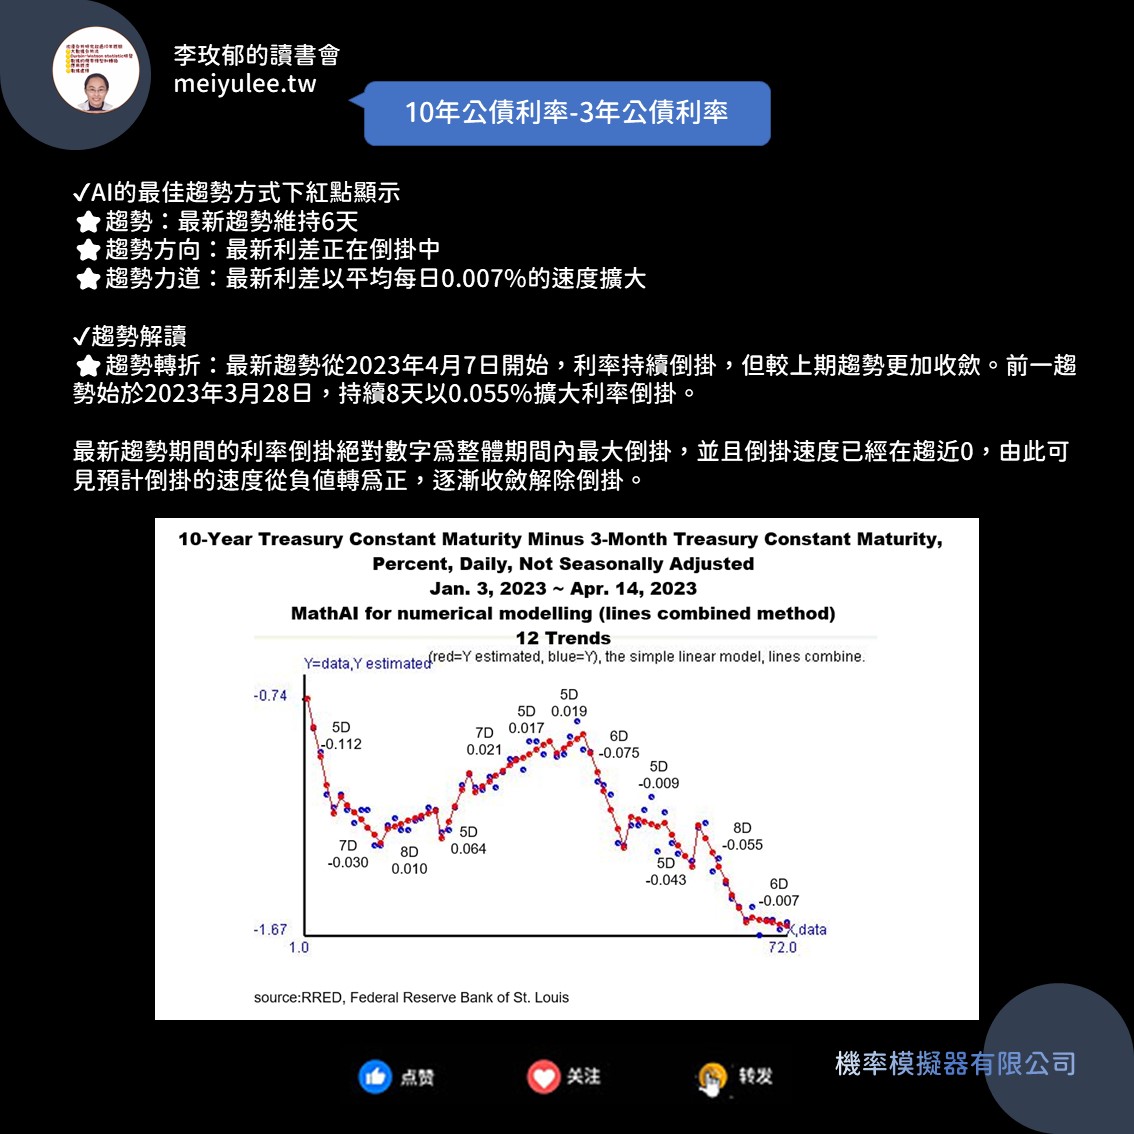 李玫郁的讀書會
meiyulee.tw
10年公債利率-3年公債利率
✓AI的最佳趨勢方式下紅點顯示
★趨勢：最新趨勢維持6天
★趨勢方向：最新利差正在倒掛中
★趨勢力道：最新利差以平均每日0.007%的速度擴大
✓趨勢解讀
★趨勢轉折：最新趨勢從2023年4月7日開始，利率持續倒掛，但較上期趨勢更加收斂。前一趨
勢始於2023年3月28日，持續8天以0.055%擴大利率倒掛。
最新趨勢期間的利率倒掛絕對數字爲整體期間內最大倒掛，並且倒掛速度已經在趨近0，由此可
見預計倒掛的速度從負值轉爲正，逐漸收斂解除倒掛。
10-Year Treasury Constant Maturity Minus 3-Month Treasury Constant Maturity,
Percent, Daily, Not Seasonally Adjusted
Jan. 3, 2023 ~ Apr. 14, 2023
MathAI for numerical modelling (lines combined method)
12 Trends
(red=Y estimated, blue=Y), the simple linear model, lines combine.
Y=data,Y estimated
-0.74
5D
-0.112
7D
-0.030
8D
0.010
5D
0.064
7D
0.021
5D
0.017
5D
0.019
6D
-0.075
5D
-0.009
5D
-0.043
8D
-0.055
6D
-0.007
-1.67
X,data
1.0
72.0
source:RRED, Federal Reserve Bank of St. Louis
机率模擬器有限公司
点赞
关注
转发